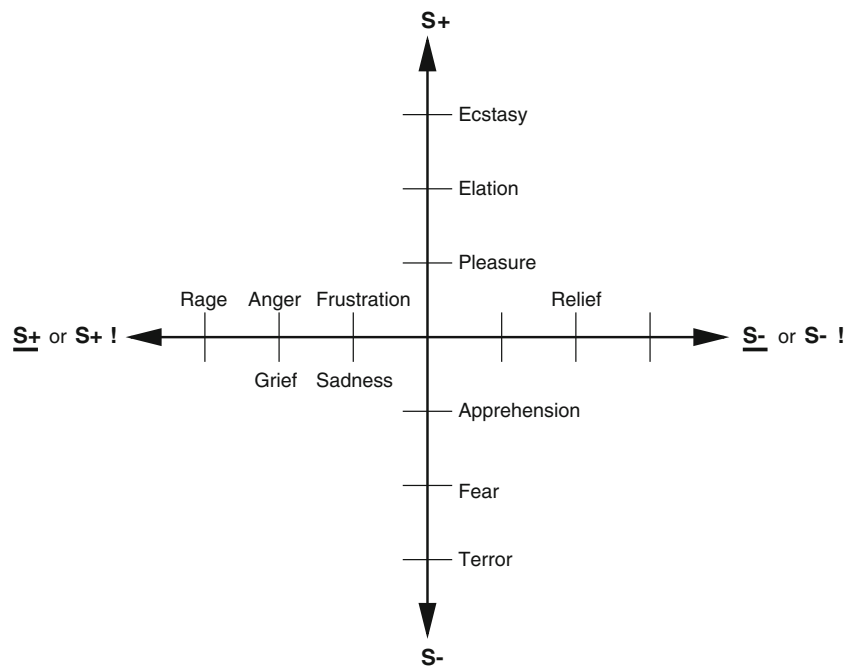 S+
Ecstasy
Elation
Pleasure
Rage Anger Frustration Relief
S+ or S+ ! S- or S- !
Grief Sadness
Apprehension
Fear
Terror
S-